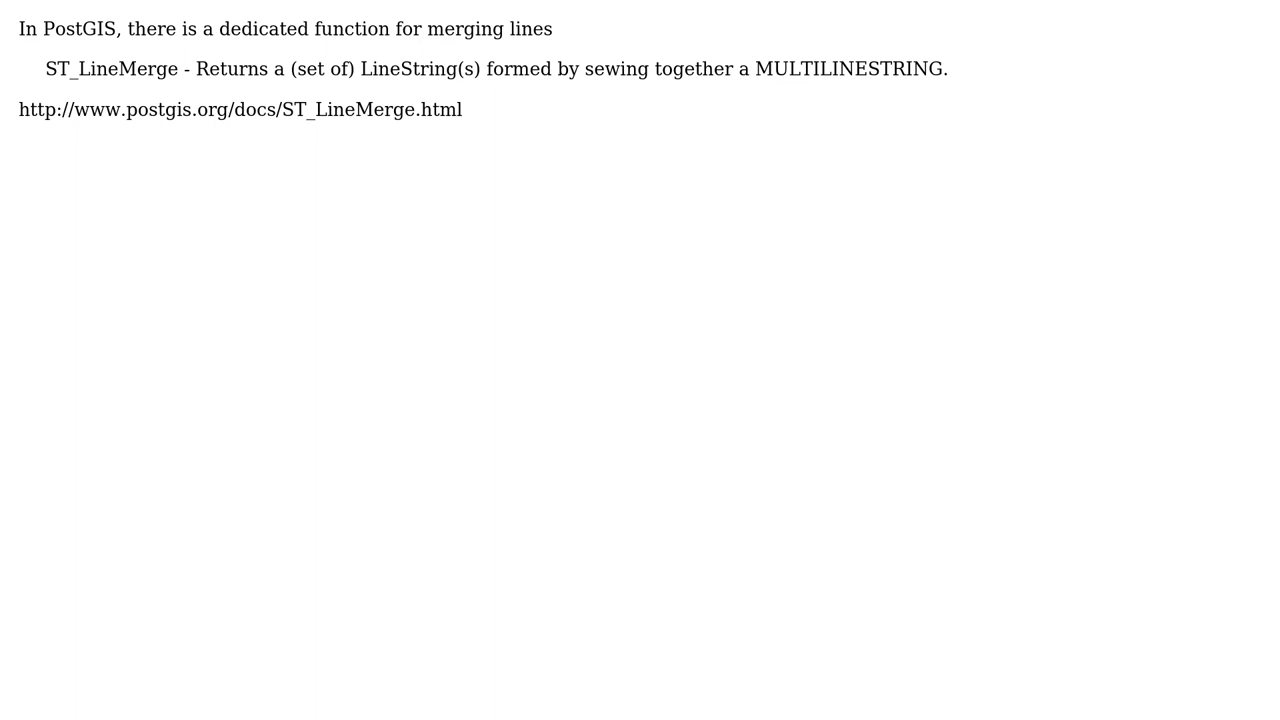 In PostGIS, there is a dedicated function for merging lines
ST_LineMerge - Returns a (set of) LineString(s) formed by sewing together a MULTILINESTRING.
http://www.postgis.org/docs/ST_LineMerge.html